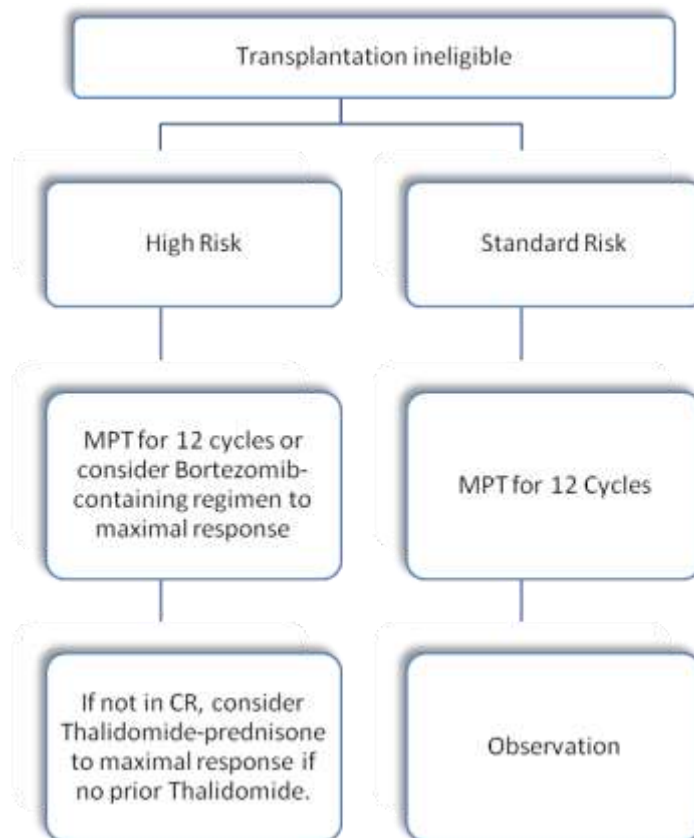 Transplantation ineligible
High Risk
Standard Risk
MPT for 12 cycles or
consider Bortezomib-
containing regimen to
maximal response
MPT for 12 Cycles
If not in CR, consider
Thalidomide-prednisone
to maximal response if
no prior Thalidomide.
Observation